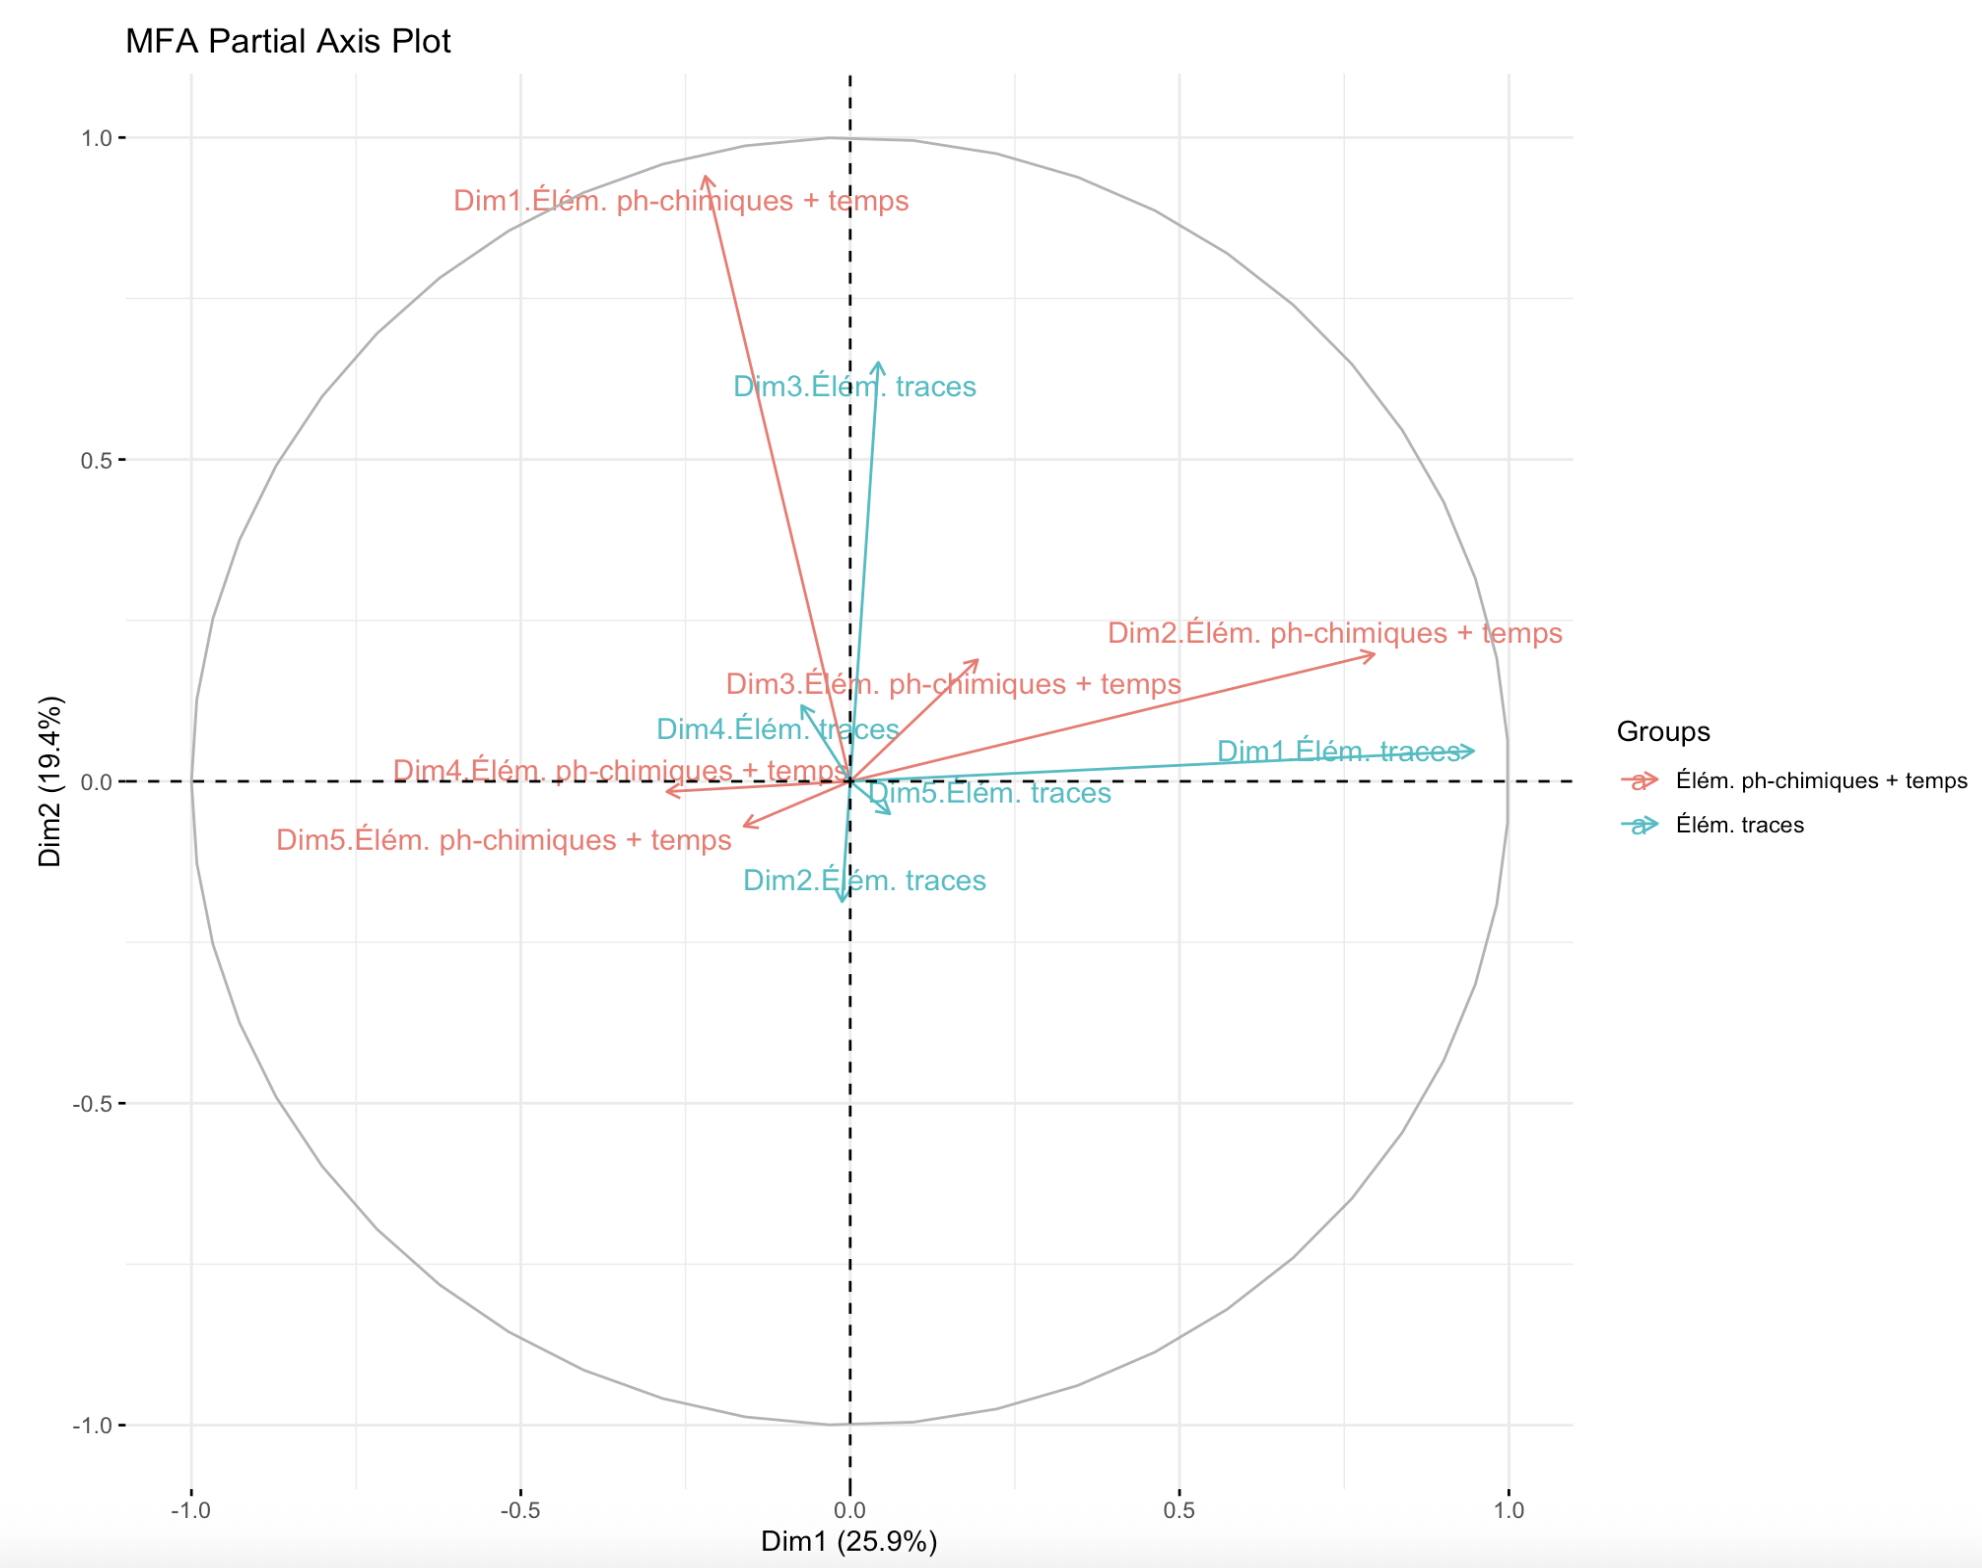 MFA Partial Axis Plot
1.0
Dim1.Élém. ph-chimiques + temps
Dim3.Élém. traces
0.5
Dim2.Élém. ph-chimiques + temps
Dim3.Élém. ph-chimiques + temps
Dim4.Élém. traces
Dim1.Élém. traces
Dim4.Élém. ph-chimiques + temps
0.0
Dim5.Élém. traces
Dim5.Élém. ph-chimiques + temps
Dim2.Élém. traces
-0.5
-1.0
Dim2 (19.4%)
-1.0 -0.5 0.0 0.5 1.0
Dim1 (25.9%)
Groups
a Élém. ph-chimiques + temps
a Élém. traces